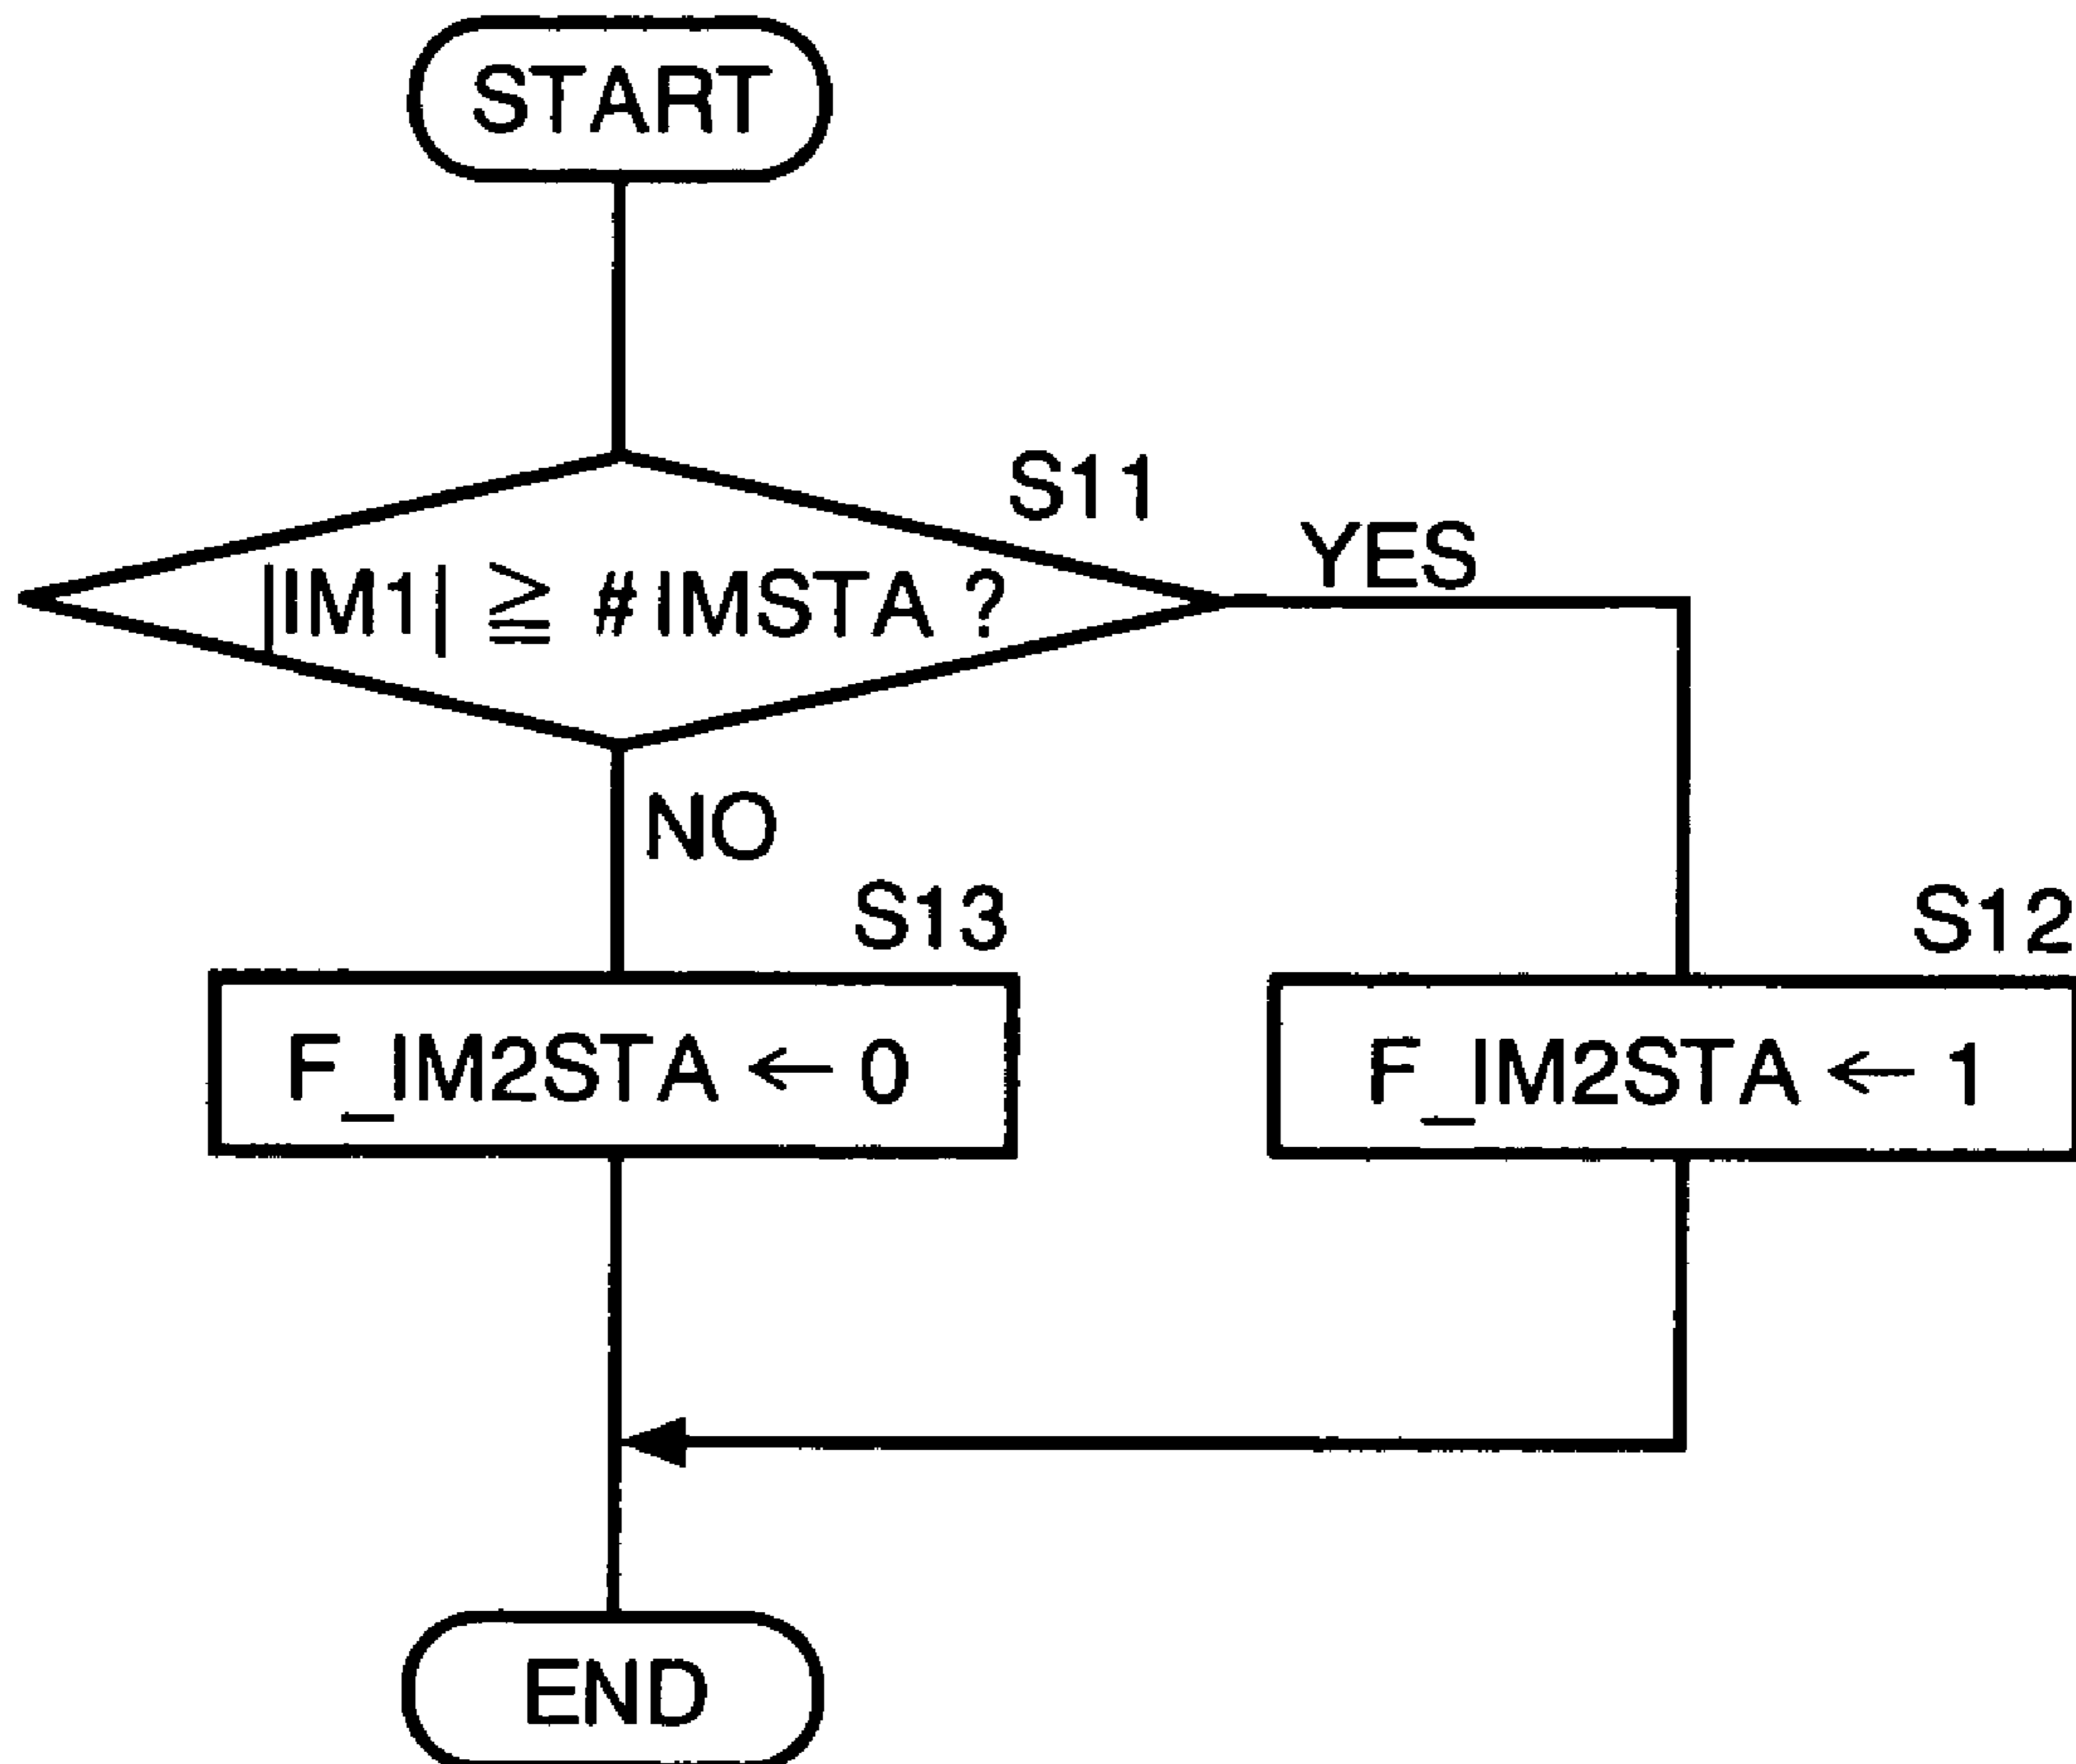 START
S11
|IM1| ≧ #IMSTA ?
YES
NO
S13
S12
F_IM2STA ← 0
F_IM2STA ← 1
END